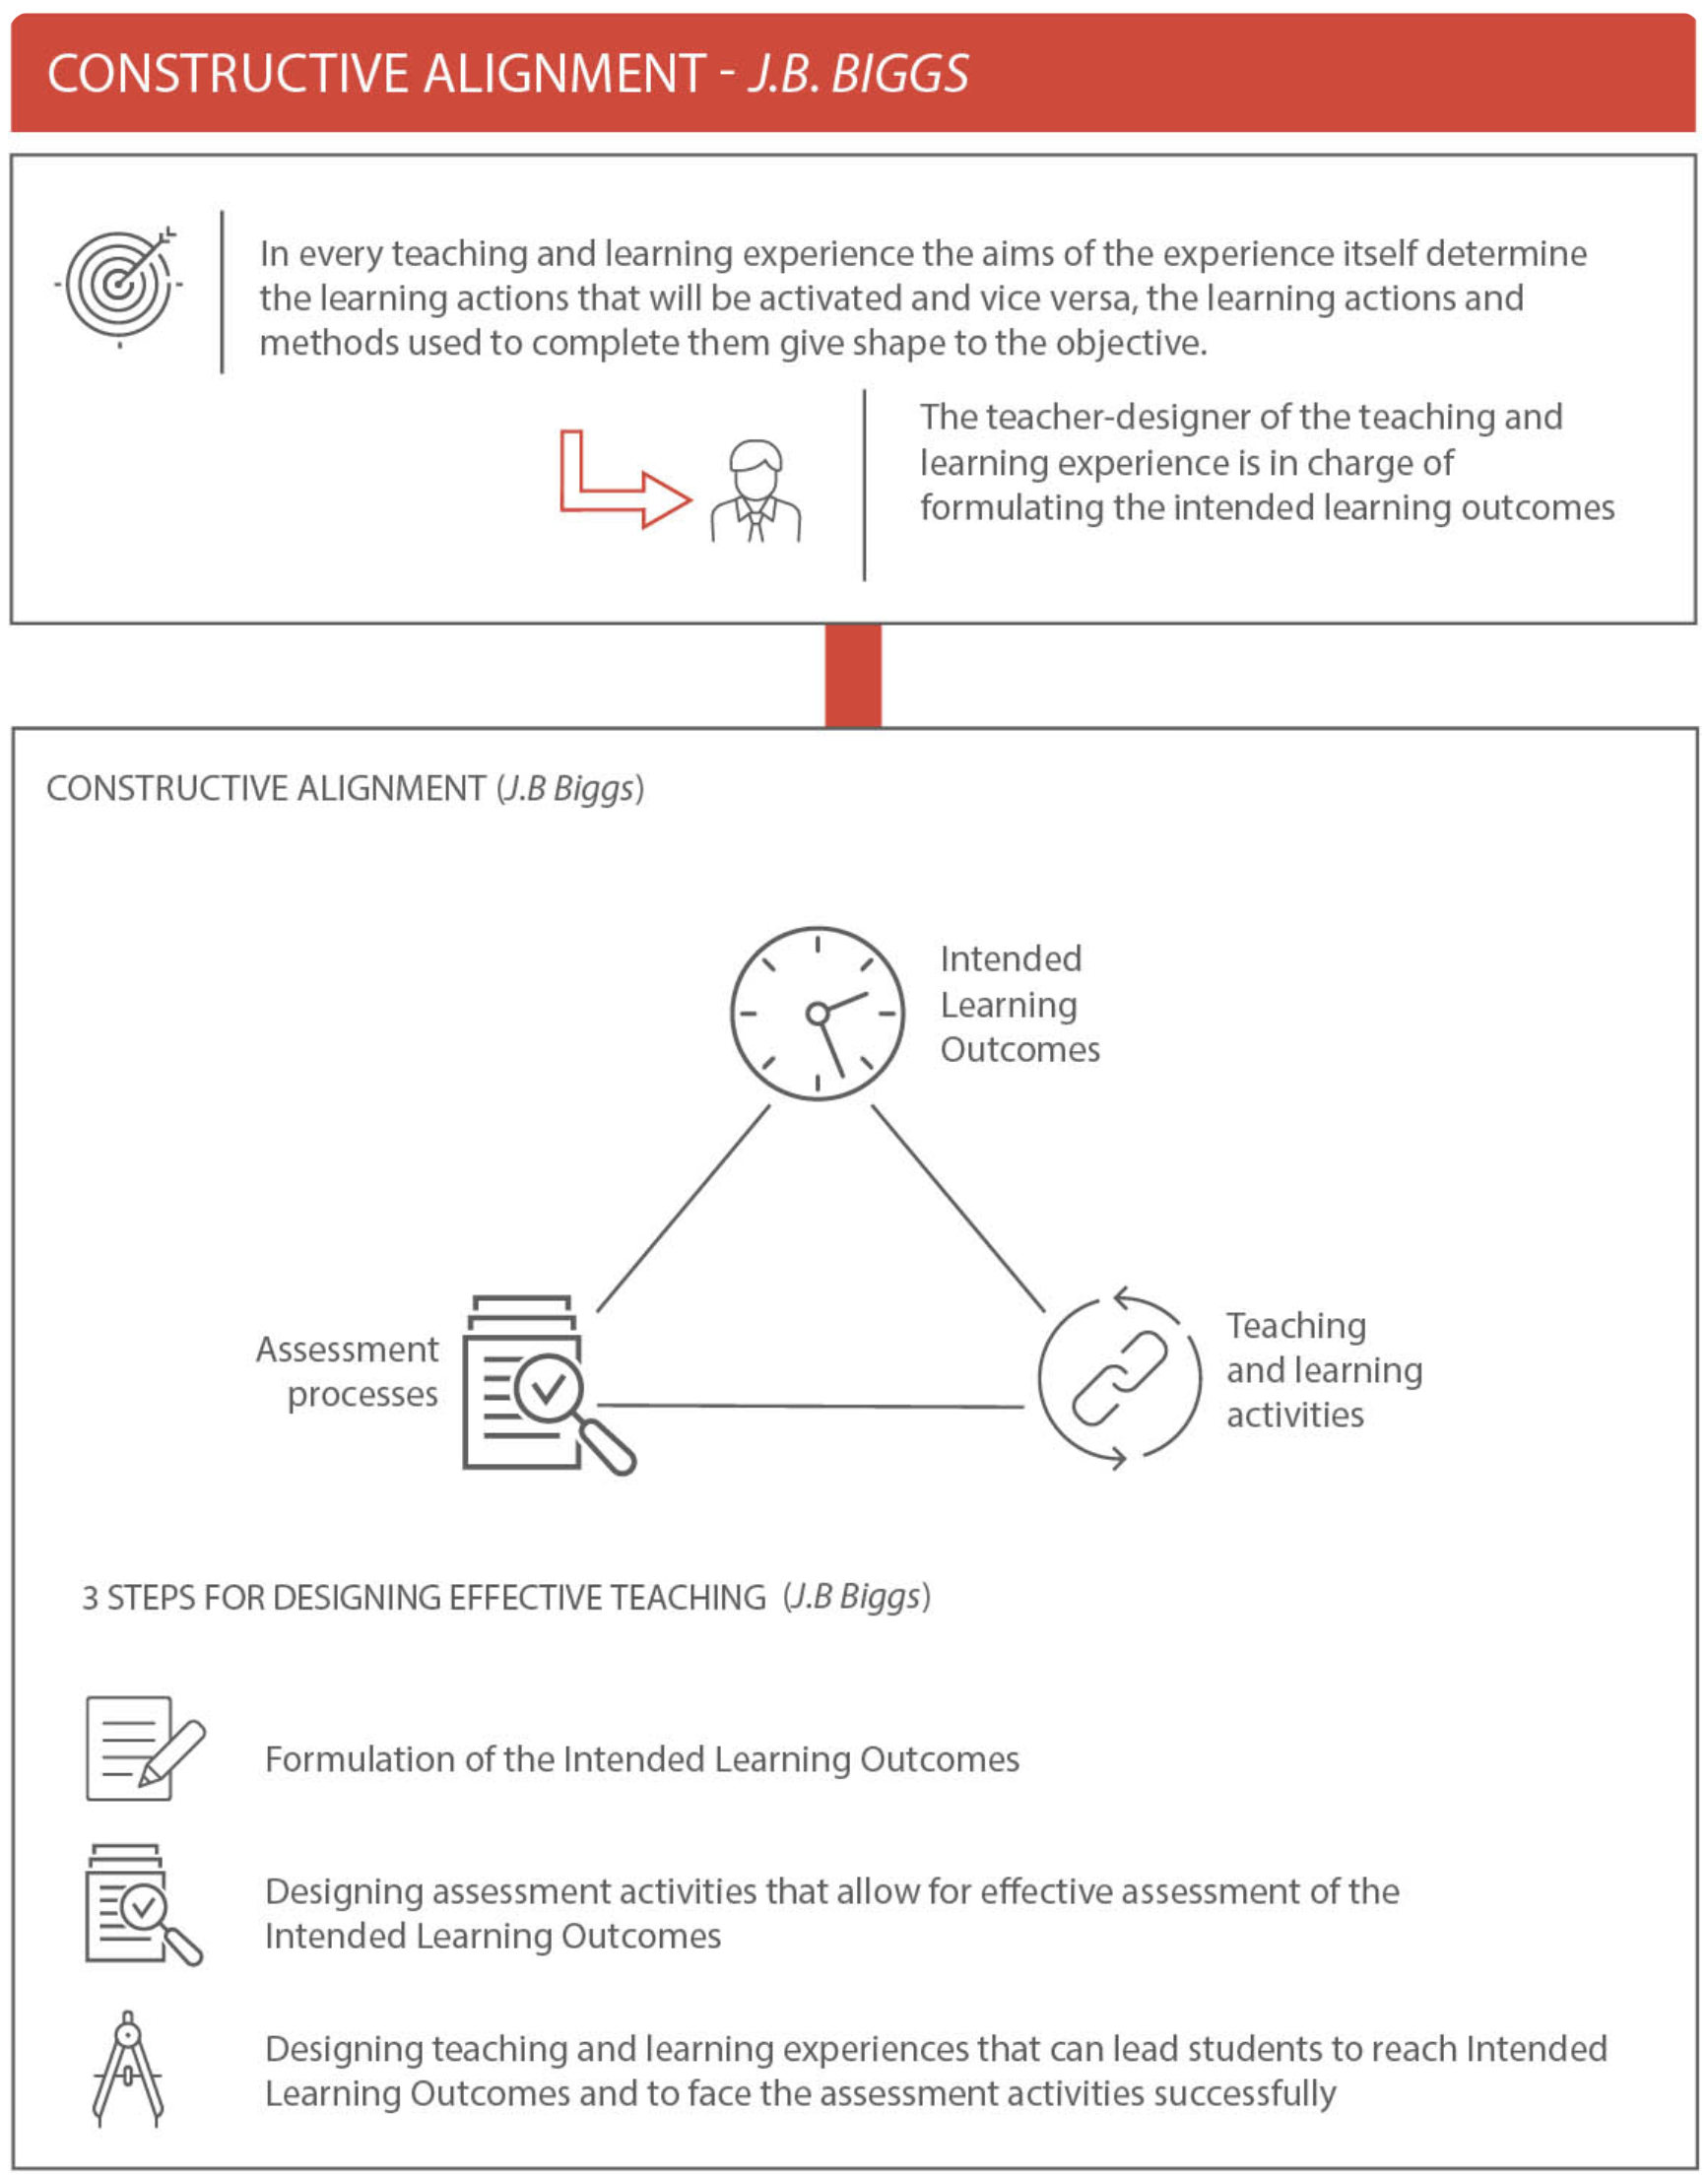 CONSTRUCTIVE ALIGNMENT - J.B. BIGGS
In every teaching and learning experience the aims of the experience itself determine
the learning actions that will be activated and vice versa, the learning actions and
methods used to complete them give shape to the objective.
The teacher-designer of the teaching and
learning experience is in charge of
formulating the intended learning outcomes
CONSTRUCTIVE ALIGNMENT (J.B Biggs)
Intended
Learning
Outcomes
Assessment
processes
Teaching
and learning
activities
3 STEPS FOR DESIGNING EFFECTIVE TEACHING (J.B Biggs)
Formulation of the Intended Learning Outcomes
Designing assessment activities that allow for effective assessment of the
Intended Learning Outcomes
Designing teaching and learning experiences that can lead students to reach Intended
Learning Outcomes and to face the assessment activities successfully